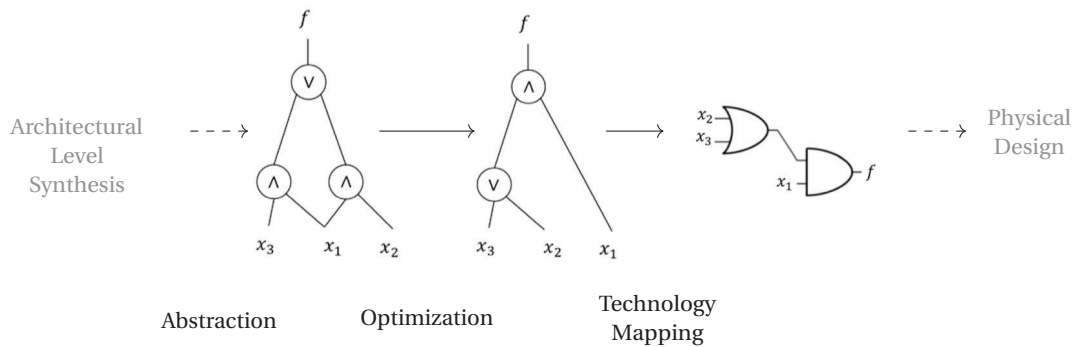 Architectural
Level
Synthesis
f
∨
∧ ∧
x₃ x₁ x₂
f
∧
∨
x₃ x₂ x₁
x₂
x₃
x₁
f
Physical
Design
Abstraction
Optimization
Technology
Mapping